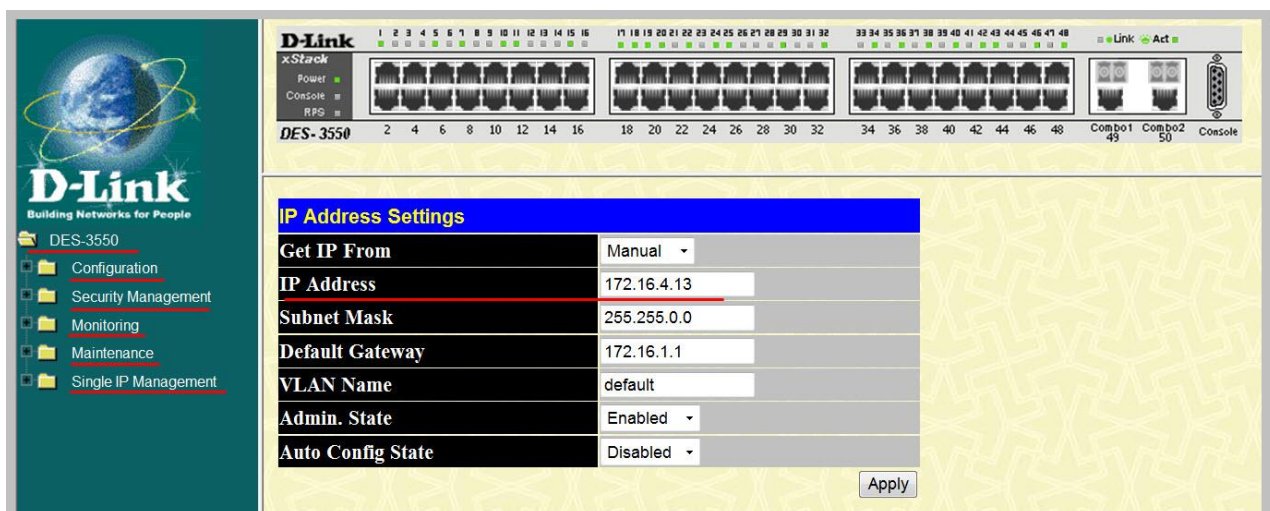 D-Link
Building Networks for People
DES-3550
Configuration
Security Management
Monitoring
Maintenance
Single IP Management
D-Link
1 2 3 4 5 6 7 8 9 10 11 12 13 14 15 16
17 18 19 20 21 22 23 24 25 26 27 28 29 30 31 32
33 34 35 36 37 38 39 40 41 42 43 44 45 46 47 48
Link Act
xStack
Power
Console
RPS
DES-3550
2 4 6 8 10 12 14 16
18 20 22 24 26 28 30 32
34 36 38 40 42 44 46 48
Combo1 49
Combo2 50
Console
IP Address Settings
Get IP From Manual
IP Address 172.16.4.13
Subnet Mask 255.255.0.0
Default Gateway 172.16.1.1
VLAN Name default
Admin. State Enabled
Auto Config State Disabled
Apply